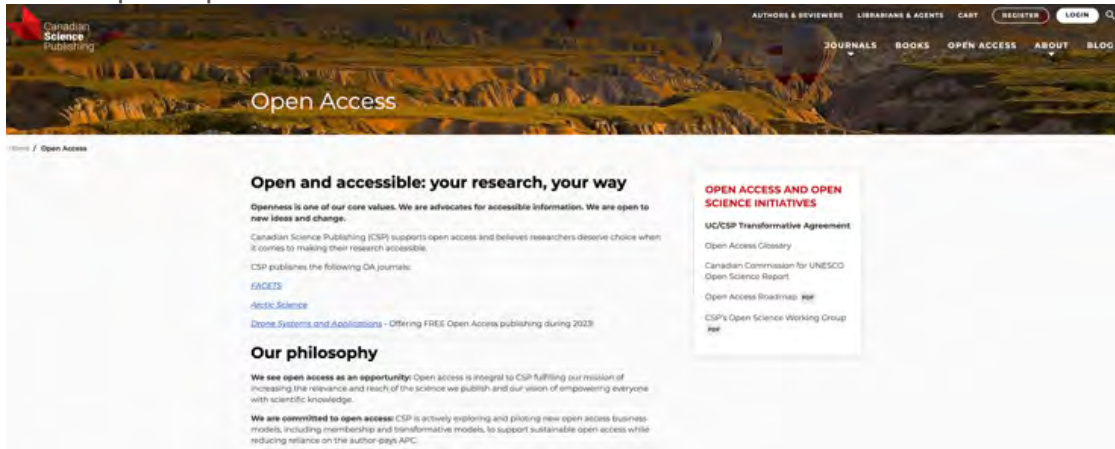 Canadian
Science
Publishing
AUTHORS & REVIEWERS LIBRARIANS & AGENTS CART REGISTER LOGIN
JOURNALS BOOKS OPEN ACCESS ABOUT BLOG
Open Access
Home / Open Access
Open and accessible: your research, your way
Openness is one of our core values. We are advocates for accessible information. We are open to
new ideas and change.
Canadian Science Publishing (CSP) supports open access and believes researchers deserve choice when
it comes to making their research accessible.
CSP publishes the following OA journals:
FACETS
Arctic Science
Drone Systems and Applications - Offering FREE Open Access publishing during 2023!
Our philosophy
We see open access as an opportunity: Open access is integral to CSP fulfilling our mission of
increasing the relevance and reach of the science we publish and our vision of empowering everyone
with scientific knowledge.
We are committed to open access: CSP is actively exploring and piloting new open access business
models, including membership and transformative models, to support sustainable open access while
reducing reliance on the author-pays APC.
OPEN ACCESS AND OPEN
SCIENCE INITIATIVES
UC/CSP Transformative Agreement
Open Access Glossary
Canadian Commission for UNESCO
Open Science Report
Open Access Roadmap PDF
CSP's Open Science Working Group
PDF